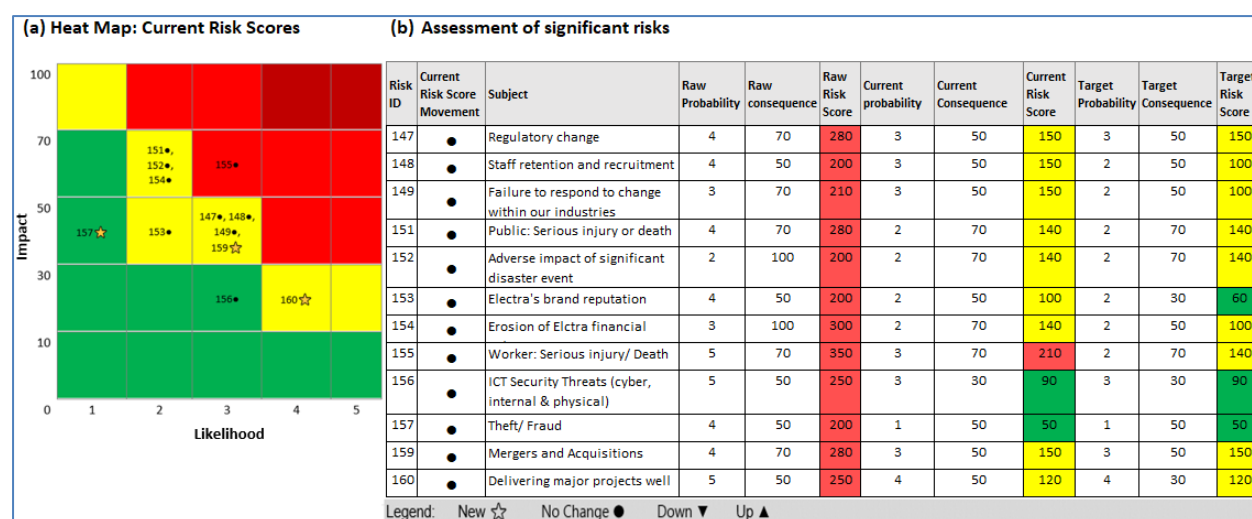 (a) Heat Map: Current Risk Scores
100
70
50
30
10
0
Impact
151●,
152●,
154●
155●
157☆
153●
147●, 148●,
149●,
159☆
156●
160☆
1 2 3 4 5
Likelihood
(b) Assessment of significant risks
Risk ID Current Risk Score Movement Subject Raw Probability Raw consequence Raw Risk Score Current probability Current Consequence Current Risk Score Target Probability Target Consequence Target Risk Score
147 ● Regulatory change 4 70 280 3 50 150 3 50 150
148 ● Staff retention and recruitment 4 50 200 3 50 150 2 50 100
149 ● Failure to respond to change 3 70 210 3 50 150 2 50 100
within our industries
151 ● Public: Serious injury or death 4 70 280 2 70 140 2 70 140
152 ● Adverse impact of significant 2 100 200 2 70 140 2 70 140
disaster event
153 ● Electra's brand reputation 4 50 200 2 50 100 2 30 60
154 ● Erosion of Elctra financial 3 100 300 2 70 140 2 50 100
155 ● Worker: Serious injury/ Death 5 70 350 3 70 210 2 70 140
156 ● ICT Security Threats (cyber, 5 50 250 3 30 90 3 30 90
internal & physical)
157 ● Theft/ Fraud 4 50 200 1 50 50 1 50 50
159 ● Mergers and Acquisitions 4 70 280 3 50 150 3 50 150
160 ● Delivering major projects well 5 50 250 4 50 120 4 30 120
Legend: New ☆ No Change ● Down ▼ Up ▲